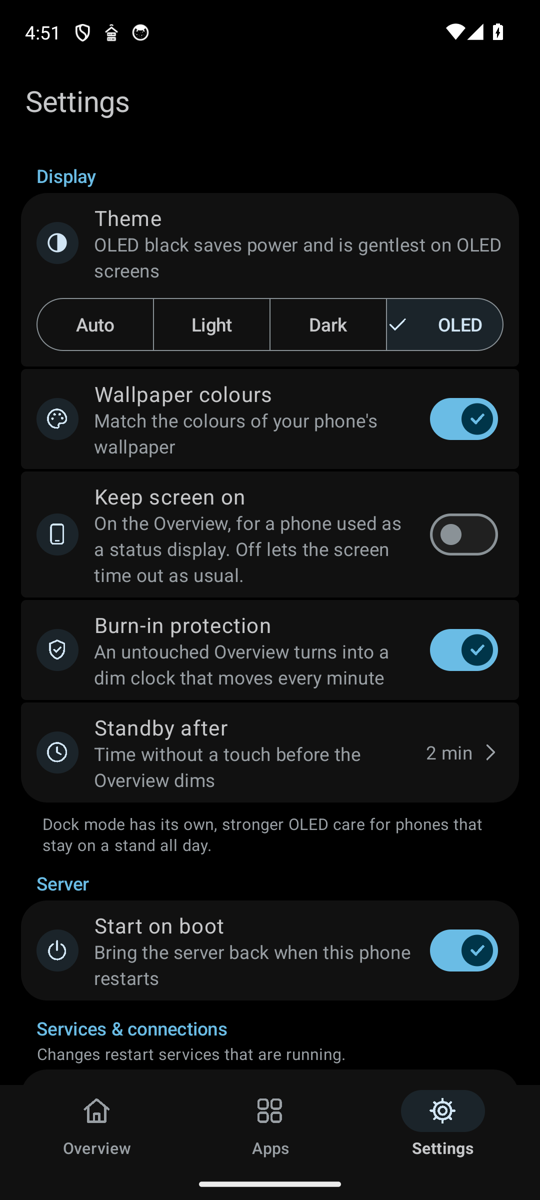 4:51
Settings
Display
Theme
OLED black saves power and is gentlest on OLED
screens
Auto
Light
Dark
OLED
Wallpaper colours
Match the colours of your phone's
wallpaper
Keep screen on
On the Overview, for a phone used as
a status display. Off lets the screen
time out as usual.
Burn-in protection
An untouched Overview turns into a
dim clock that moves every minute
Standby after
Time without a touch before the
Overview dims
2 min
Dock mode has its own, stronger OLED care for phones that
stay on a stand all day.
Server
Start on boot
Bring the server back when this phone
restarts
Services & connections
Changes restart services that are running.
Overview
Apps
Settings